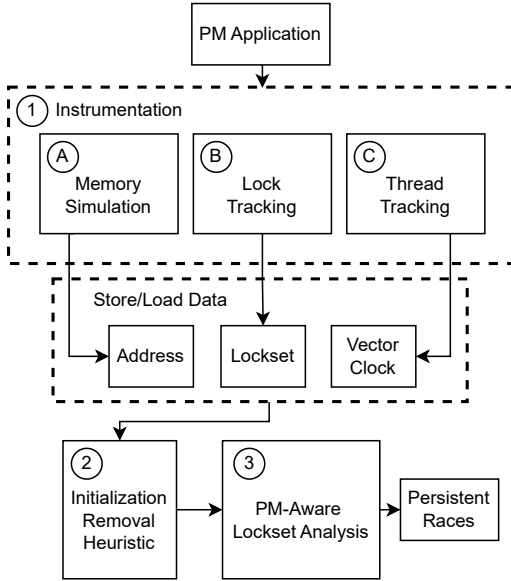 PM Application
1 Instrumentation
A
Memory
Simulation
B
Lock
Tracking
C
Thread
Tracking
Store/Load Data
Address
Lockset
Vector
Clock
2
Initialization
Removal
Heuristic
3
PM-Aware
Lockset Analysis
Persistent
Races